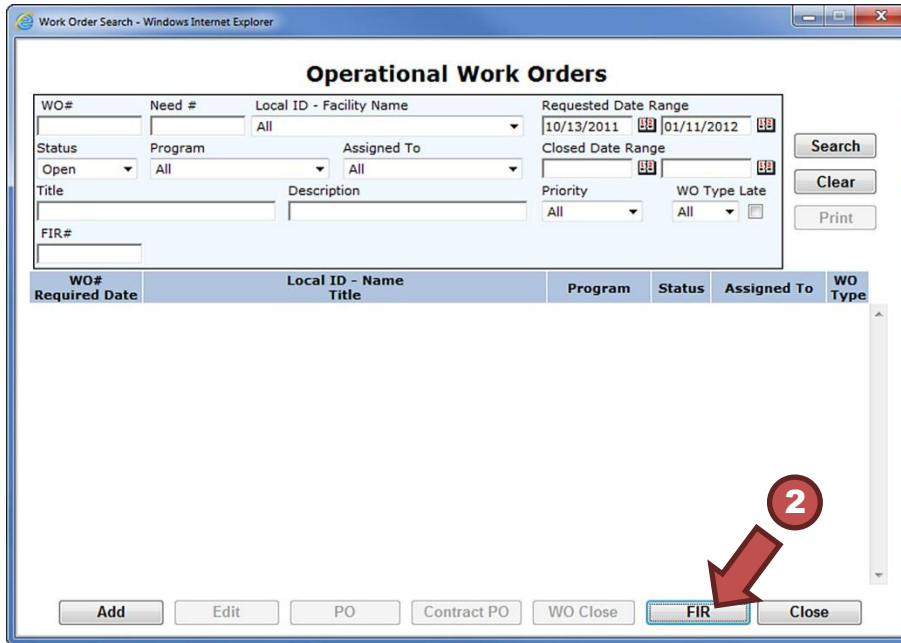 Work Order Search - Windows Internet Explorer
Operational Work Orders
WO# Need # Local ID - Facility Name Requested Date Range
All 10/13/2011 01/11/2012
Status Program Assigned To Closed Date Range
Open All All
Search
Title Description Priority WO Type Late
Clear
All All
Print
FIR#
WO# Local ID - Name Program Status Assigned To WO
Required Date Title Type
2
Add Edit PO Contract PO WO Close FIR Close